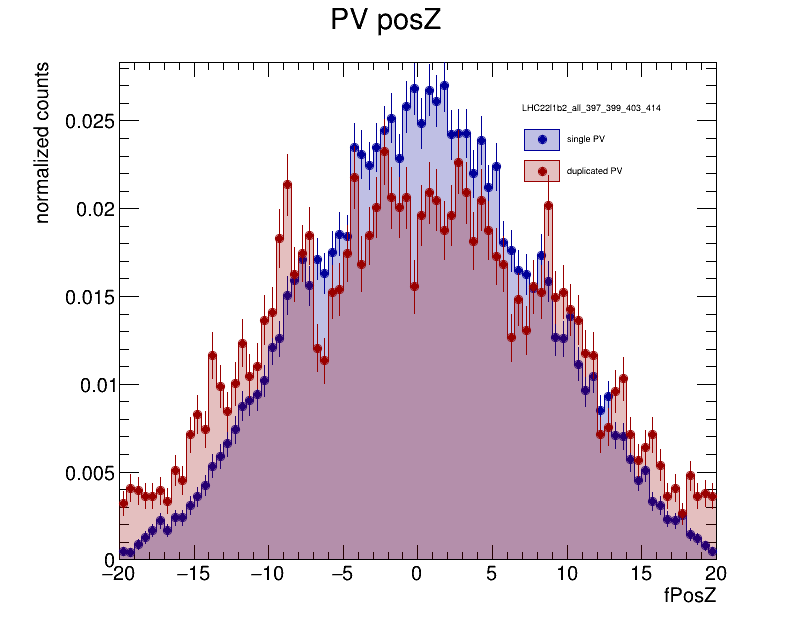 PV posZ
normalized counts
LHC22l1b2_all_397_399_403_414
single PV
duplicated PV
0.025
0.02
0.015
0.01
0.005
0
−20 −15 −10 −5 0 5 10 15 20
fPosZ